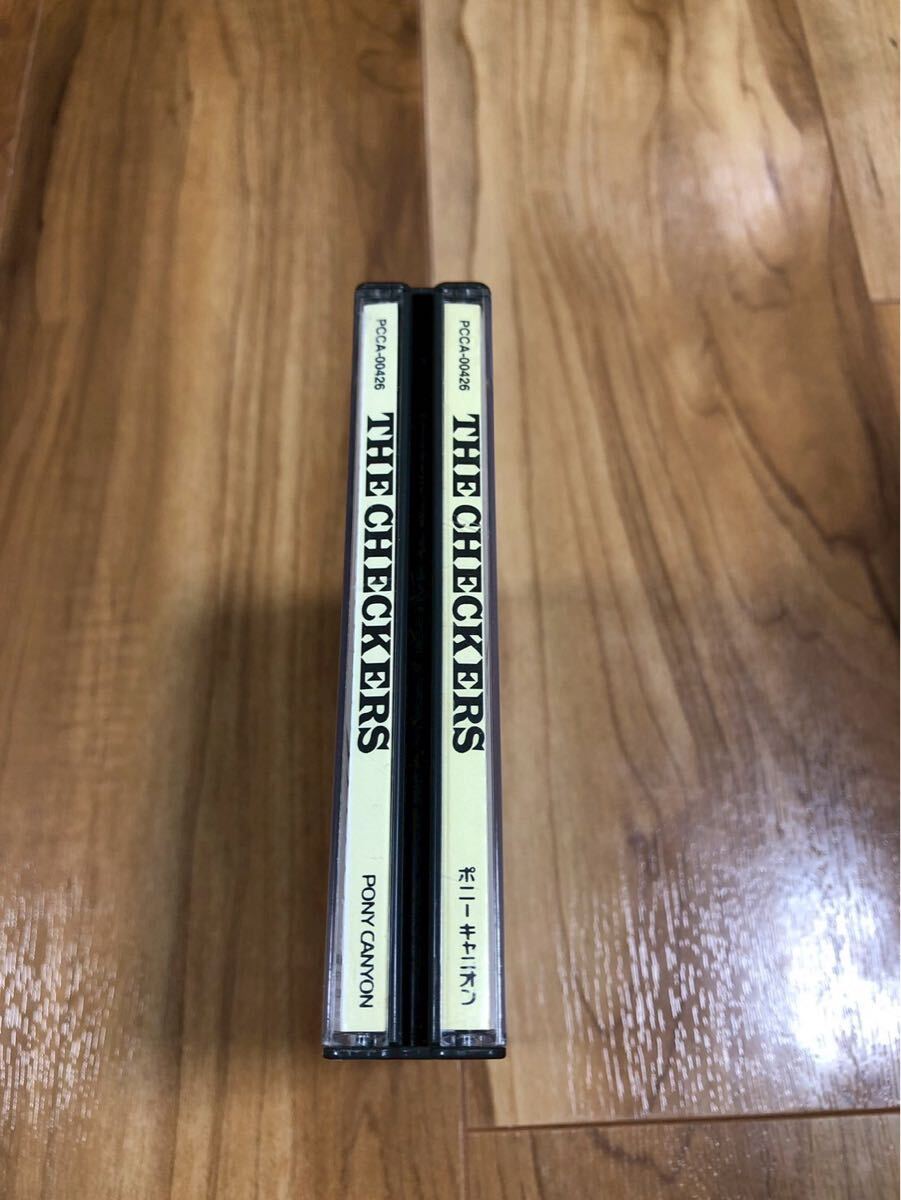 PCCA-00426 THE CHECKERS PONY CANYON
PCCA-00426 THE CHECKERS ポニーキャニオン